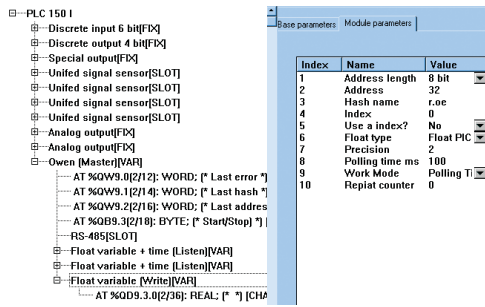 PLC 150 I
Discrete input 6 bit[FIX]
Discrete output 4 bit[FIX]
Special output[FIX]
Unifed signal sensor[SLOT]
Unifed signal sensor[SLOT]
Unifed signal sensor[SLOT]
Unifed signal sensor[SLOT]
Analog output[FIX]
Analog output[FIX]
Owen (Master)[VAR]
AT %QW9.0(2/12): WORD; (* Last error *)
AT %QW9.1(2/14): WORD; (* Last hash *)
AT %QW9.2(2/16): WORD; (* Last addres
AT %QB9.3(2/18): BYTE; (* Start/Stop) *) [
RS-485[SLOT]
Float variable + time (Listen)[VAR]
Float variable + time (Listen)[VAR]
Float variable (Write)[VAR]
AT %QD9.3.0(2/36): REAL; (* *) [CHA
Base parameters Module parameters
Index Name Value
1 Address length 8 bit
2 Address 32
3 Hash name r.oe
4 Index 0
5 Use a index? No
6 Float type Float PIC
7 Precision 2
8 Polling time ms 100
9 Work Mode Polling Ti
10 Repiat counter 0